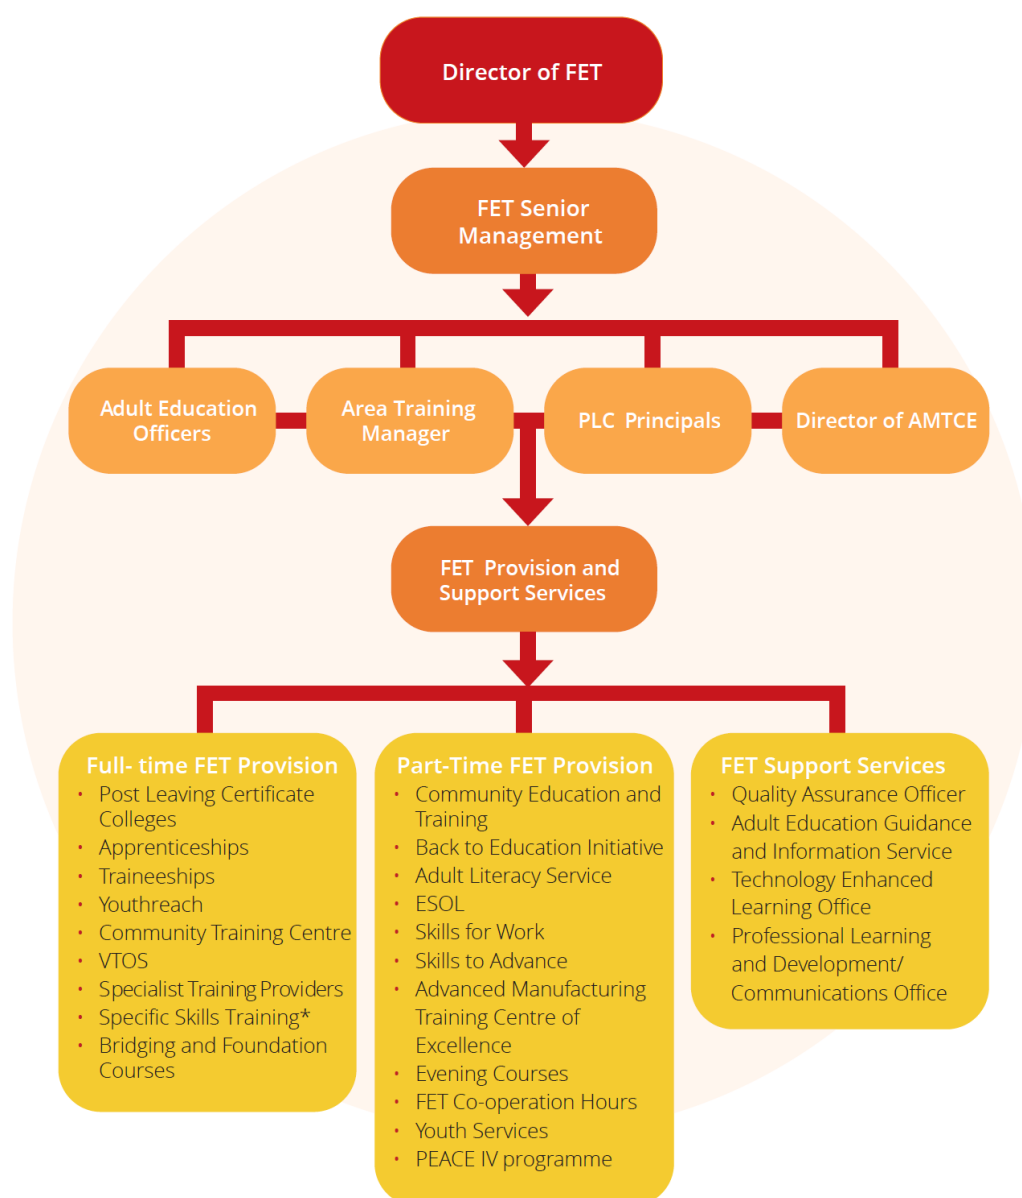 Director of FET
FET Senior
Management
Adult Education
Officers
Area Training
Manager
PLC Principals
Director of AMTCE
FET Provision and
Support Services
Full- time FET Provision
• Post Leaving Certificate
Colleges
• Apprenticeships
• Traineeships
• Youthreach
• Community Training Centre
• VTOS
• Specialist Training Providers
• Specific Skills Training*
• Bridging and Foundation
Courses
Part-Time FET Provision
• Community Education and
Training
• Back to Education Initiative
• Adult Literacy Service
• ESOL
• Skills for Work
• Skills to Advance
• Advanced Manufacturing
Training Centre of
Excellence
• Evening Courses
• FET Co-operation Hours
• Youth Services
• PEACE IV programme
FET Support Services
• Quality Assurance Officer
• Adult Education Guidance
and Information Service
• Technology Enhanced
Learning Office
• Professional Learning
and Development/
Communications Office